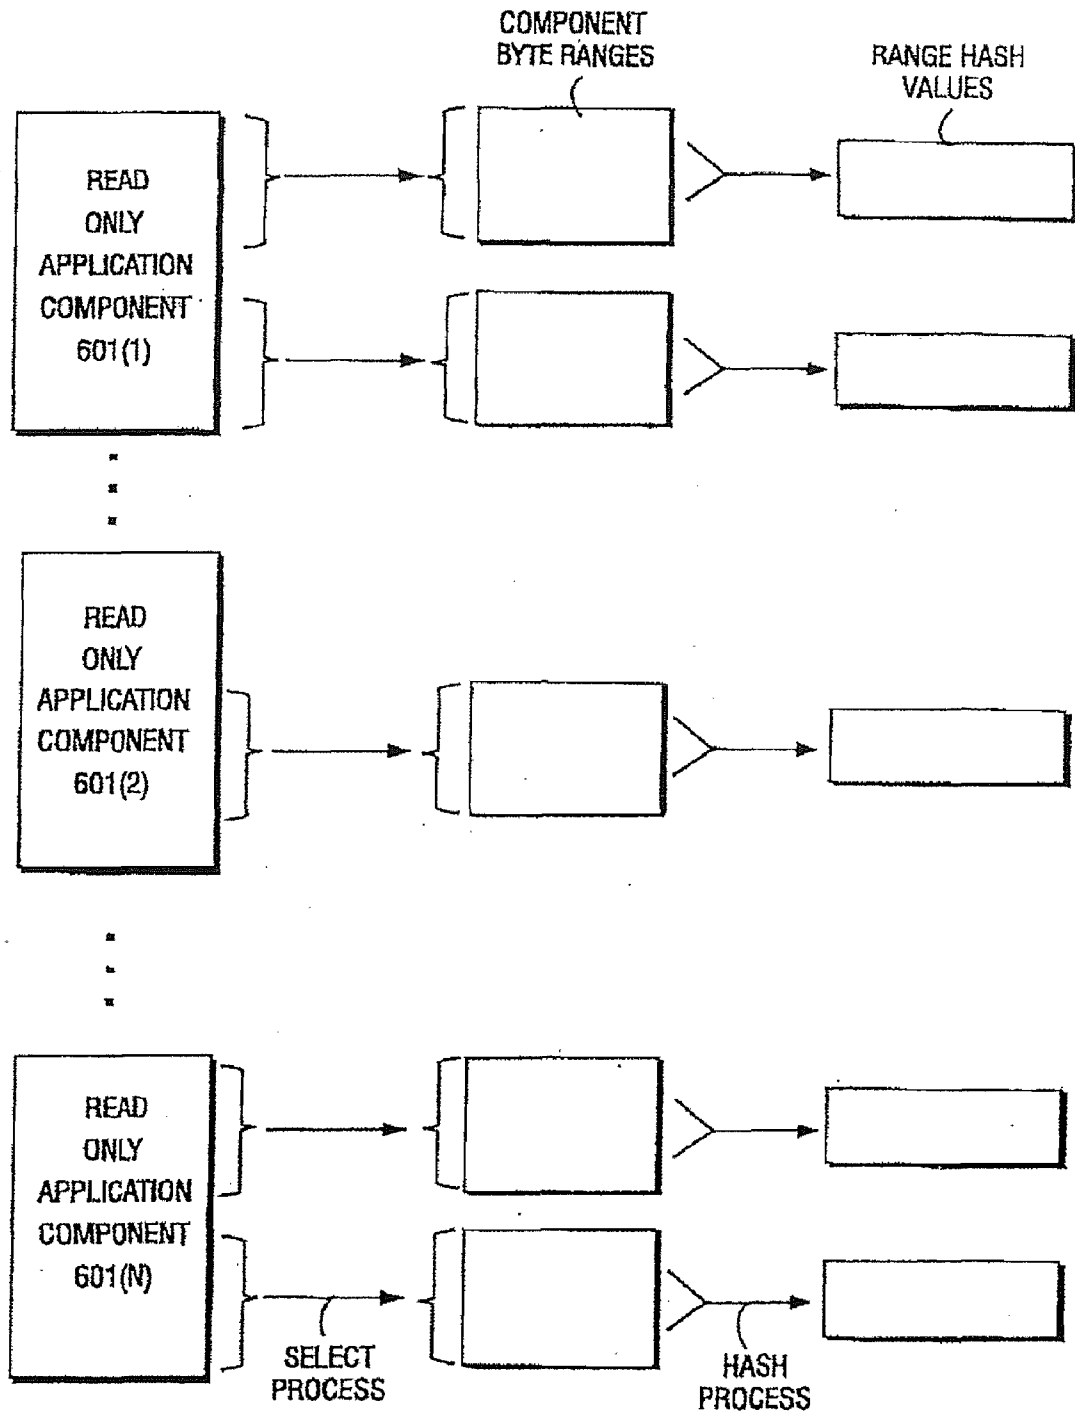 COMPONENT
BYTE RANGES
RANGE HASH
VALUES
READ
ONLY
APPLICATION
COMPONENT
601(1)
READ
ONLY
APPLICATION
COMPONENT
601(2)
READ
ONLY
APPLICATION
COMPONENT
601(N)
SELECT
PROCESS
HASH
PROCESS